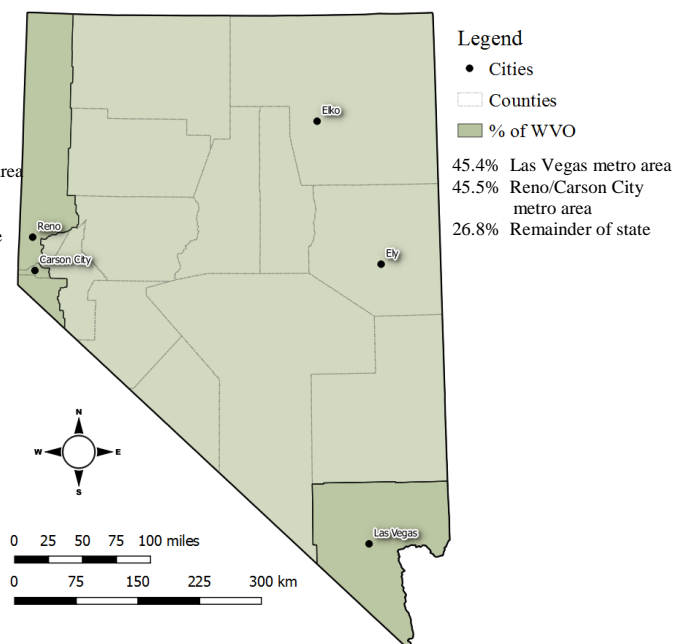 Legend
Cities
Counties
% of WVO
45.4% Las Vegas metro area
45.5% Reno/Carson City
metro area
26.8% Remainder of state
Elko
Reno
Carson City
Ely
N
W E
S
Las Vegas
0 25 50 75 100 miles
0 75 150 225 300 km